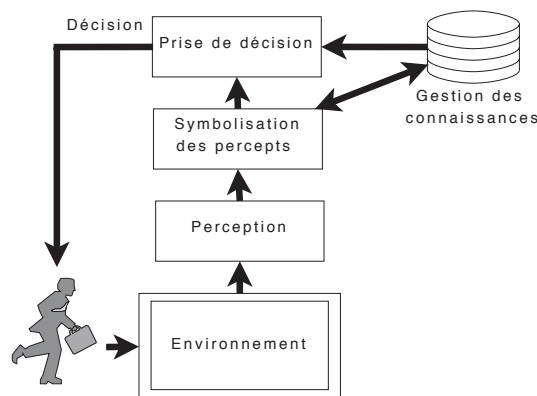 Décision
Prise de décision
Gestion des
connaissances
Symbolisation
des percepts
Perception
Environnement